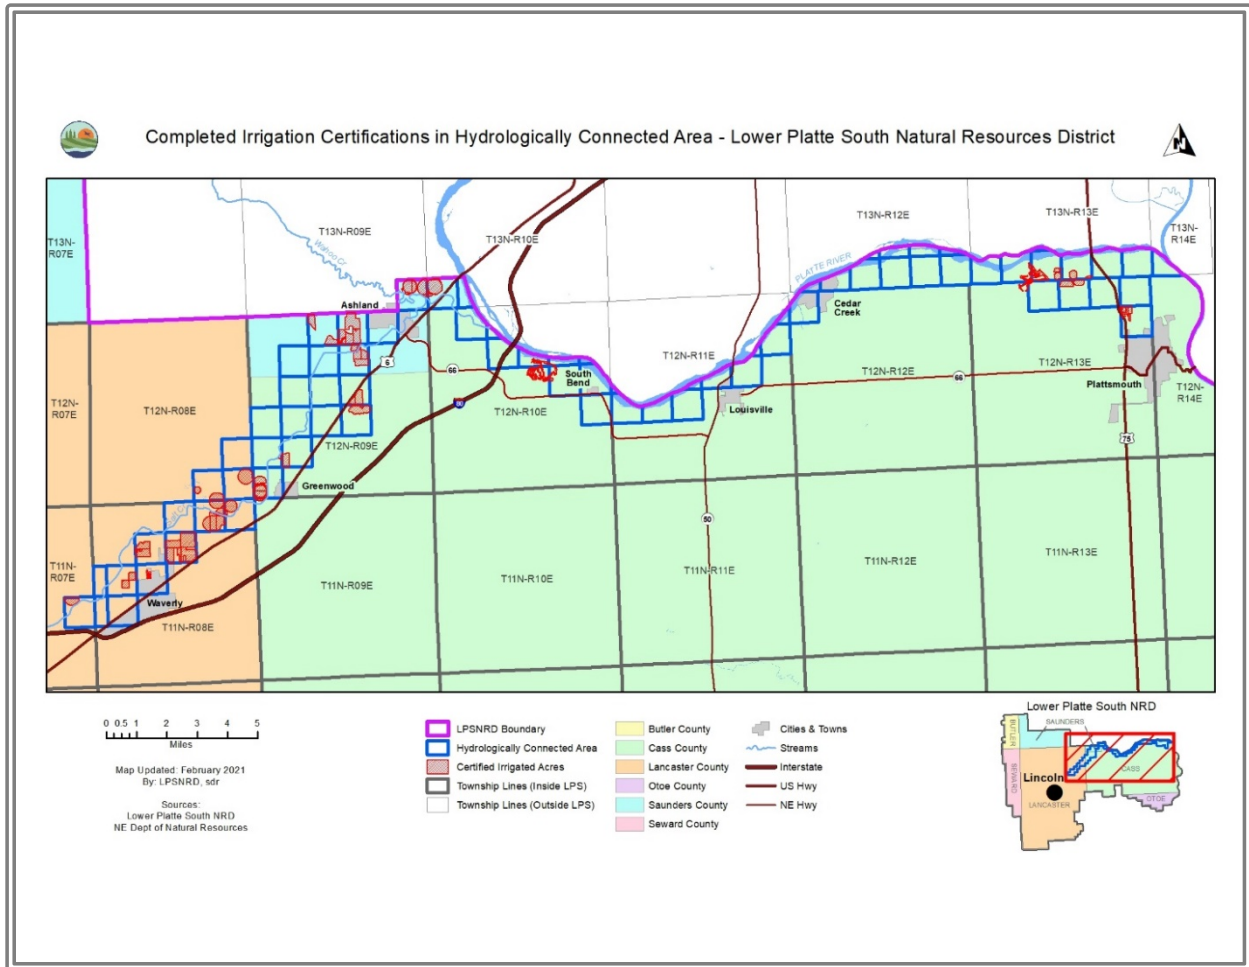 Completed Irrigation Certifications in Hydrologically Connected Area - Lower Platte South Natural Resources District
N
T13N-
R07E
T13N-R09E
Wahoo Cr
T13N-R10E
T13N-R12E
T13N-R13E
T13N-
R14E
PLATTE RIVER
Ashland
Cedar
Creek
6
66
South
Bend
T12N-R11E
T12N-R12E
66
T12N-R13E
Plattsmouth
T12N-
R14E
T12N-
R07E
T12N-R08E
80
T12N-R10E
Louisville
T12N-R09E
75
Greenwood
50
T11N-
R07E
T11N-R09E
T11N-R10E
T11N-R11E
T11N-R12E
T11N-R13E
Waverly
T11N-R08E
0 0.5 1 2 3 4 5
Miles
Map Updated: February 2021
By: LPSNRD, sdr
Sources:
Lower Platte South NRD
NE Dept of Natural Resources
LPSNRD Boundary
Hydrologically Connected Area
Certified Irrigated Acres
Township Lines (Inside LPS)
Township Lines (Outside LPS)
Butler County
Cass County
Lancaster County
Otoe County
Saunders County
Seward County
Cities & Towns
Streams
Interstate
US Hwy
NE Hwy
Lower Platte South NRD
BUTLER
SAUNDERS
SEWARD
CASS
Lincoln
LANCASTER
OTOE